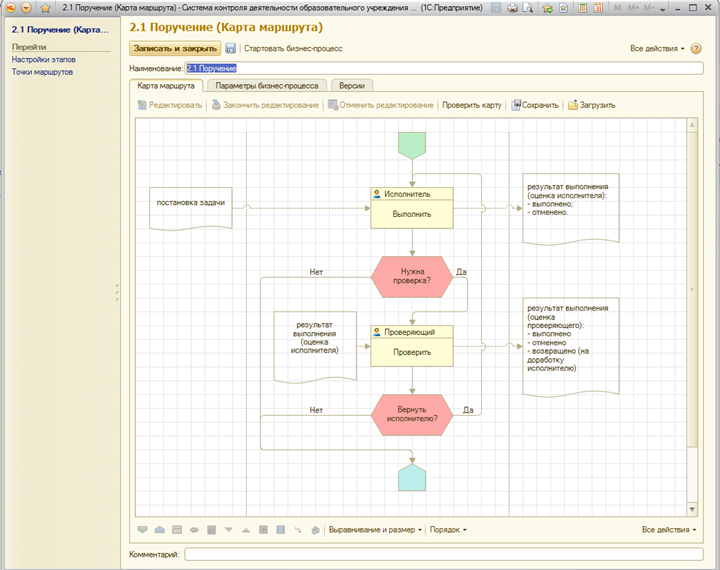 2.1 Поручение (Карта маршрута) - Система контроля деятельности образовательного учреждения ... (1С:Предприятие)
M M+ M-
2.1 Поручение (Карта...
Перейти
Настройки этапов
Точки маршрутов
2.1 Поручение (Карта маршрута)
Записать и закрыть Стартовать бизнес-процесс Все действия
Наименование: 2.1 Поручение
Карта маршрута Параметры бизнес-процесса Версии
Редактировать Закончить редактирование Отменить редактирование Проверить карту Сохранить Загрузить
постановка задачи
Исполнитель
Выполнить
результат выполнения
(оценка исполнителя):
- выполнено;
- отменено.
Нет
Нужна
проверка?
Да
результат
выполнения
(оценка
исполнителя)
Проверяющий
Проверить
результат выполнения
(оценка
проверяющего):
- выполнено
- отменено
- возвращено (на
доработку
исполнителю)
Нет
Вернуть
исполнителю?
Да
Выравнивание и размер Порядок Все действия
Комментарий: